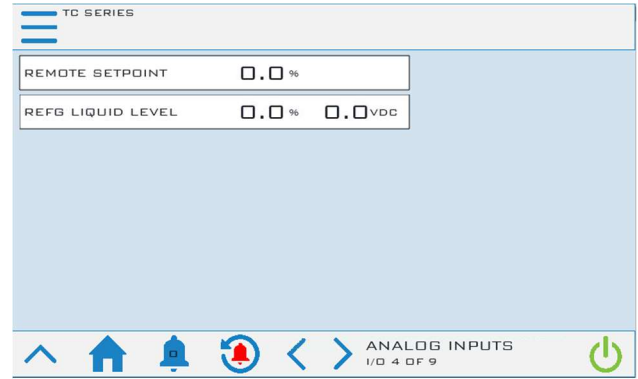 TC SERIES
REMOTE SETPOINT 0.0 %
REFG LIQUID LEVEL 0.0 % 0.0 VDC
0
ANALOG INPUTS
I/O 4 OF 9